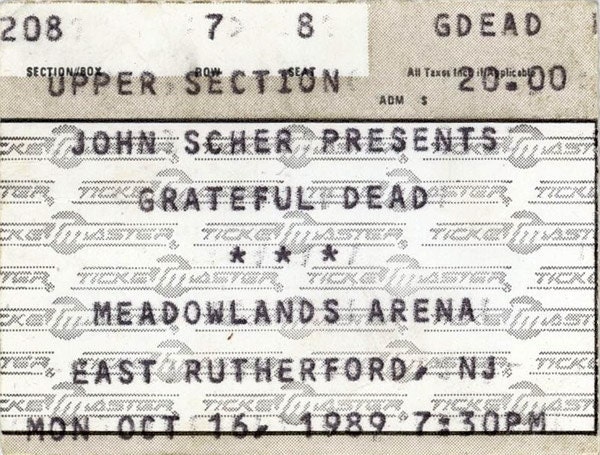 208 7 8 GDEAD
SECTION/BOX ROW SEAT All Taxes Incl if Applicable
UPPER SECTION 20.00
ADM $
JOHN SCHER PRESENTS
GRATEFUL DEAD
* * *
MEADOWLANDS ARENA
EAST RUTHERFORD, NJ
MON OCT 16, 1989 7:30PM